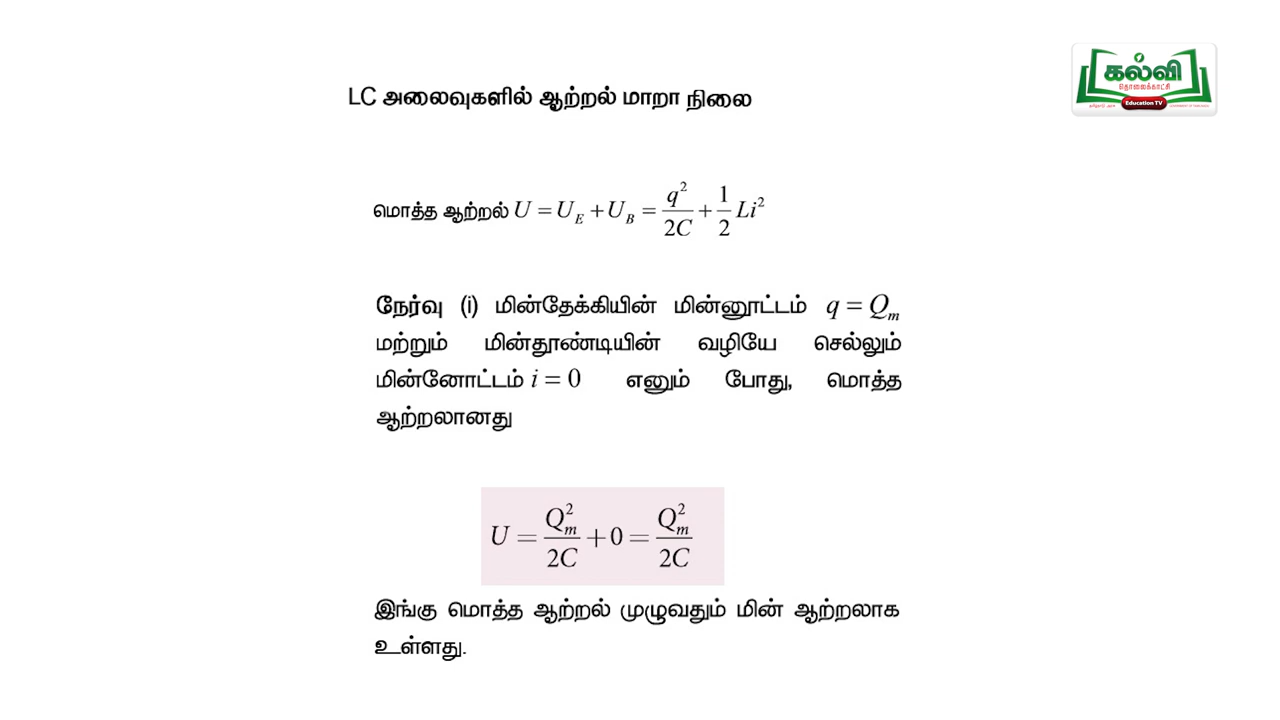 கல்வி
தொலைக்காட்சி
Education TV
LC அலைவுகளில் ஆற்றல் மாறா நிலை
மொத்த ஆற்றல் U = U_E + U_B = q²/2C + 1/2 Li²
நேர்வு (i) மின்தேக்கியின் மின்னூட்டம் q = Q_m
மற்றும் மின்தூண்டியின் வழியே செல்லும்
மின்னோட்டம் i = 0 எனும் போது, மொத்த
ஆற்றலானது
U = Q_m²/2C + 0 = Q_m²/2C
இங்கு மொத்த ஆற்றல் முழுவதும் மின் ஆற்றலாக
உள்ளது.